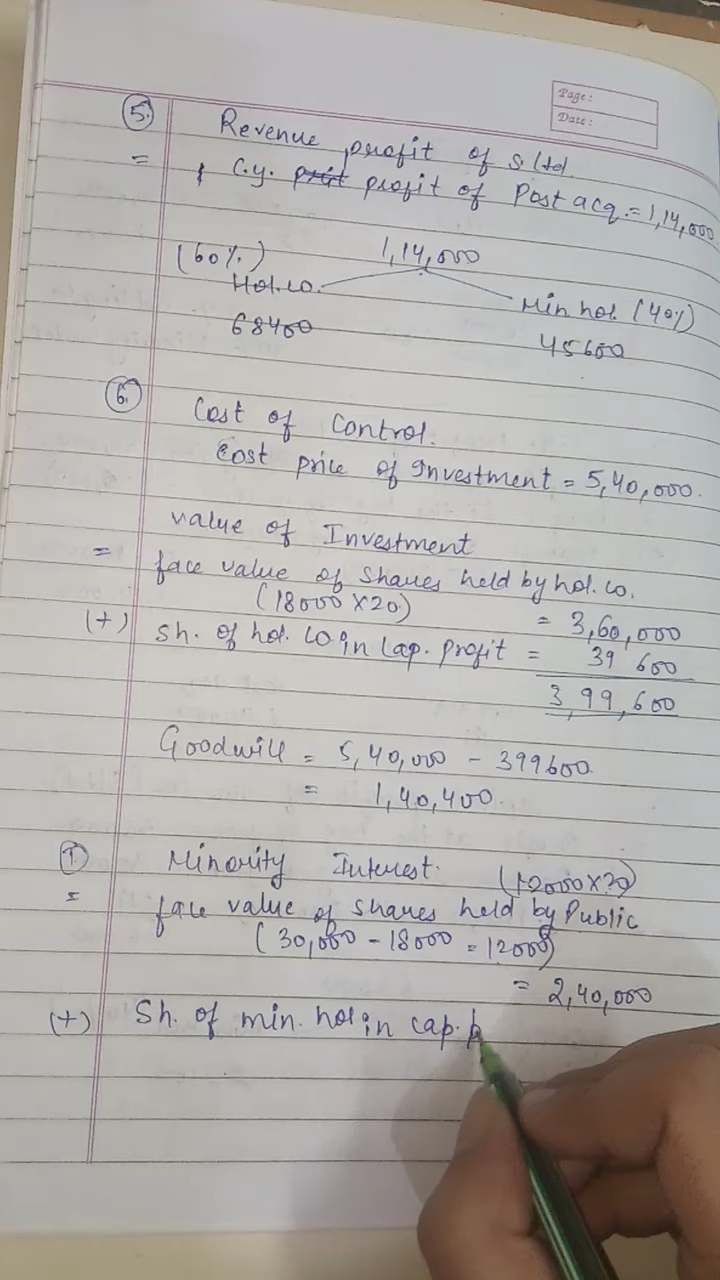 Page:
Date:
5. Revenue profit of S. Ltd.
= C.y. profit of Post acq. = 1,14,000
(60%) 1,14,000
Hol. co. Min hol. (40%)
68400 45600
6. Cost of Control.
Cost price of Investment = 5,40,000.
Value of Investment
= face value of Shares held by hol. co.
(18000 X 20) = 3,60,000
(+) Sh. of hol. co in Cap. profit = 39 600
3,99,600
Goodwill = 5,40,000 - 399600.
= 1,40,400.
7. Minority Interest. (12000 X 20)
= face value of shares held by Public
(30,000 - 18000 = 12000)
= 2,40,000
(+) Sh. of min. hol in cap. p